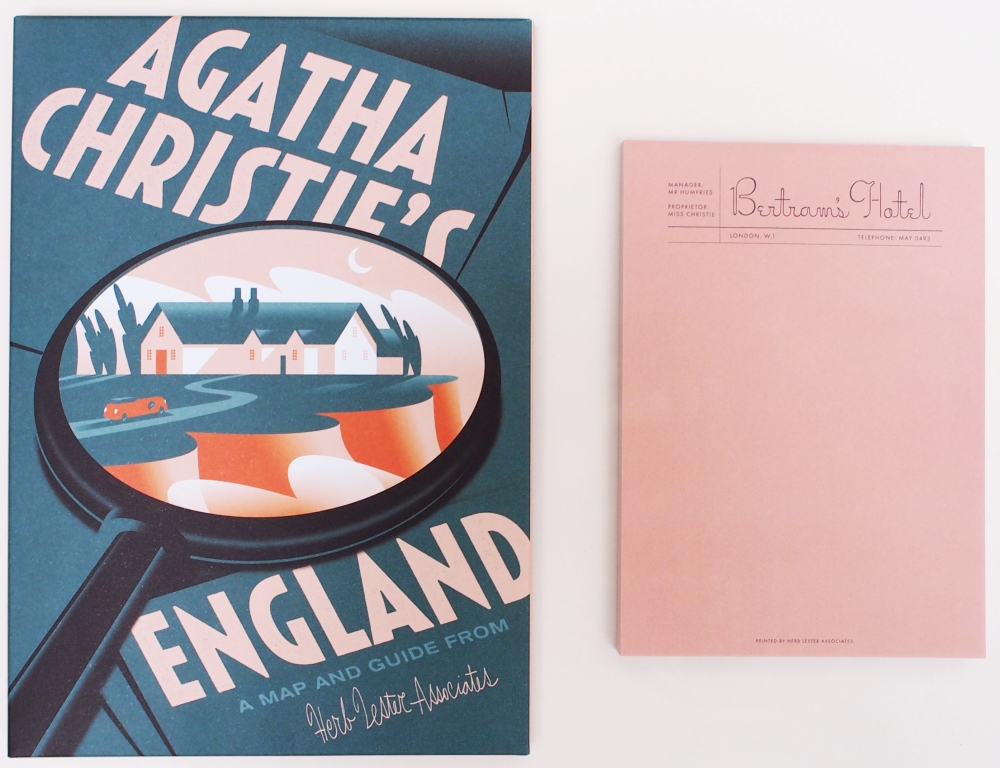 AGATHA
CHRISTIE'S
ENGLAND
A MAP AND GUIDE FROM
Herb Lester Associates
MANAGER:
MR HUMFRIES
PROPRIETOR:
MISS CHRISTIE
Bertram's Hotel
LONDON, W.1
TELEPHONE: MAY 0493
PRINTED BY HERB LESTER ASSOCIATES